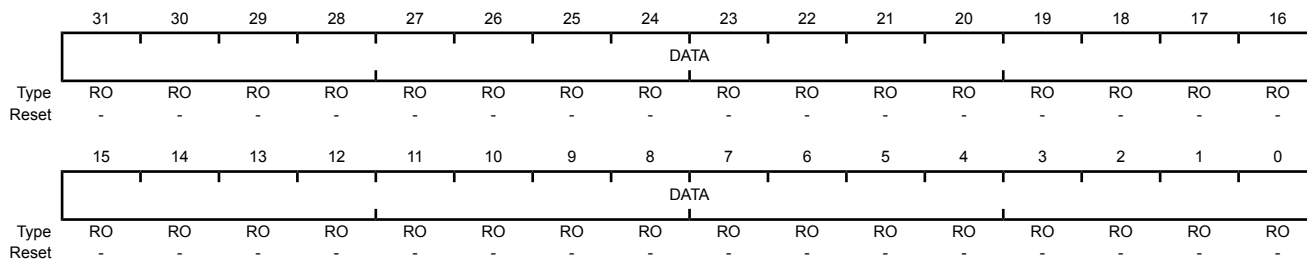 31 30 29 28 27 26 25 24 23 22 21 20 19 18 17 16
DATA
Type RO RO RO RO RO RO RO RO RO RO RO RO RO RO RO RO
Reset - - - - - - - - - - - - - - - -
15 14 13 12 11 10 9 8 7 6 5 4 3 2 1 0
DATA
Type RO RO RO RO RO RO RO RO RO RO RO RO RO RO RO RO
Reset - - - - - - - - - - - - - - - -